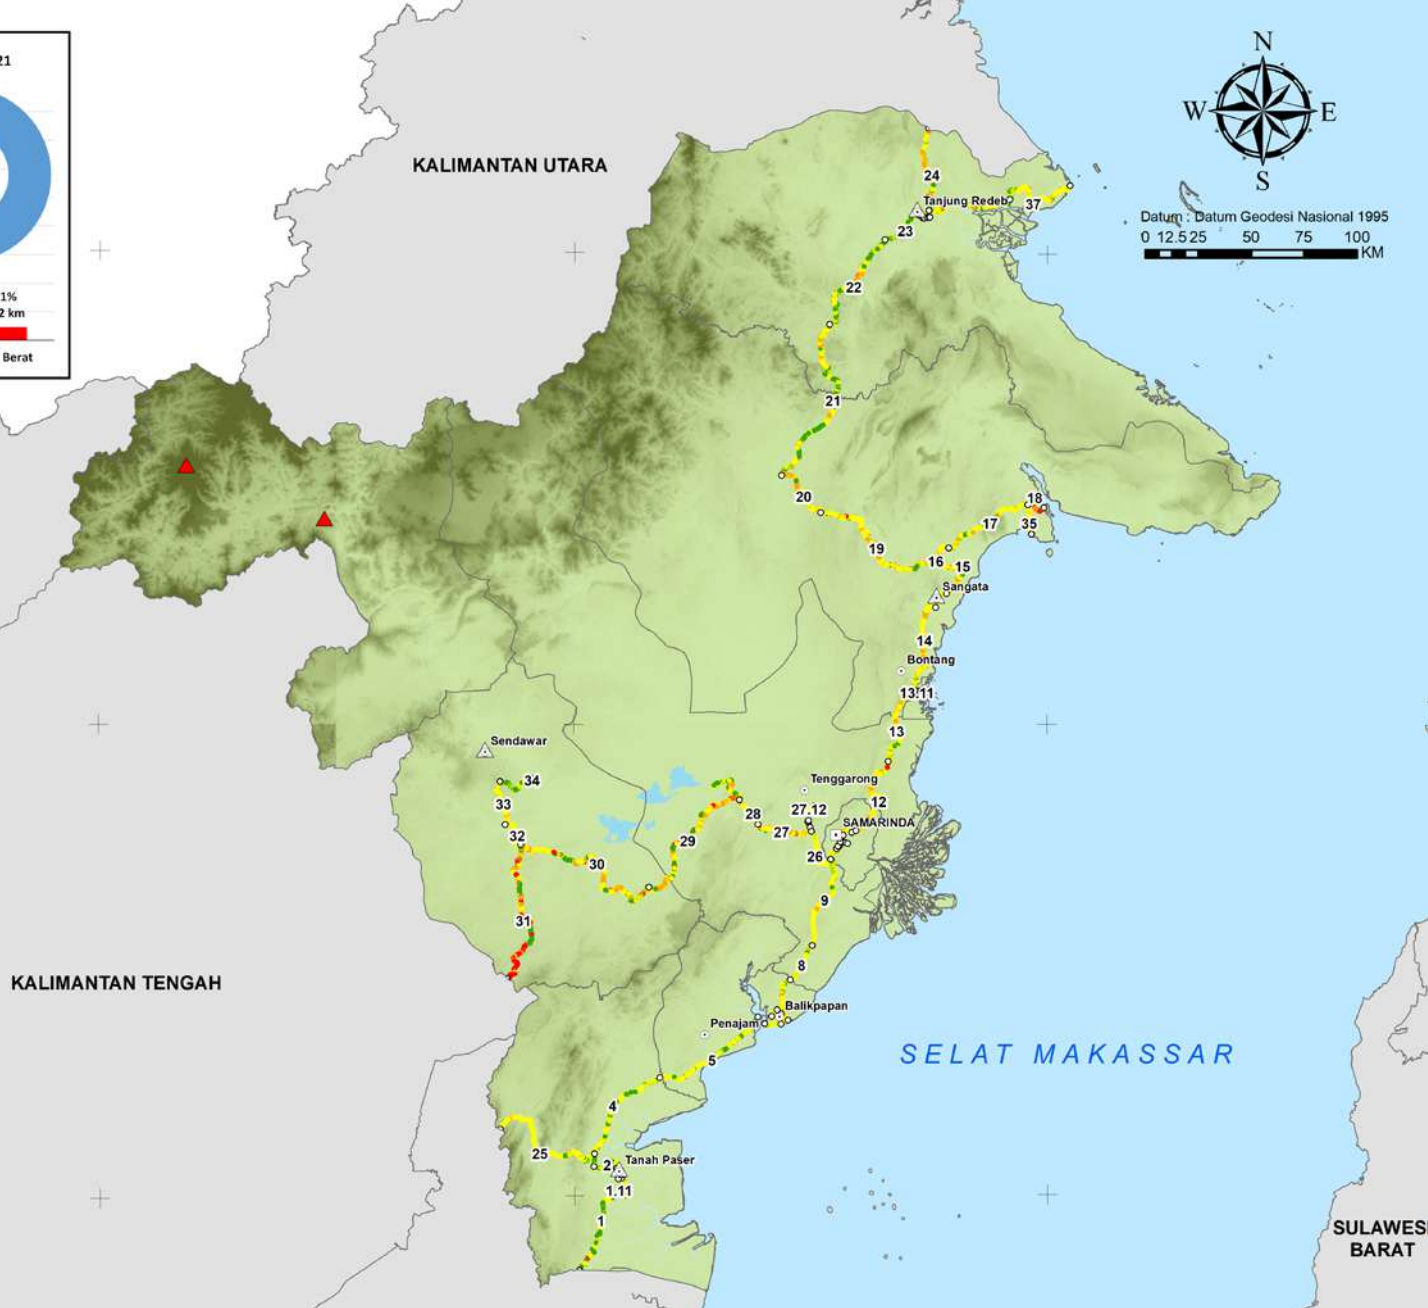 21
1%
2 km
Berat
N
W
E
S
Datum : Datum Geodesi Nasional 1995
0 12.5 25 50 75 100
KM
KALIMANTAN UTARA
24
Tanjung Redeb
37
23
22
21
20
18
17
35
19
16
15
Sangata
14
Bontang
13.11
13
Sendawar
34
Tenggarong
33
27.12
12
28
SAMARINDA
32
27
29
26
30
9
31
8
KALIMANTAN TENGAH
Balikpapan
Penajam
SELAT MAKASSAR
5
4
25
2
Tanah Paser
1.11
1
SULAWESI
BARAT